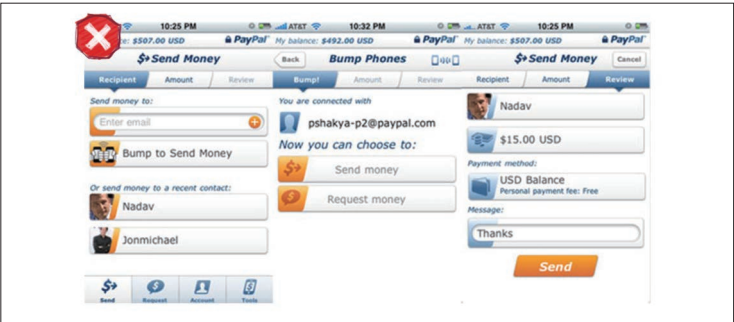 10:25 PM
ce: $507.00 USD
PayPal
$ Send Money
Recipient
Amount
Review
Send money to:
Enter email
Bump to Send Money
Or send money to a recent contact:
Nadav
Jonmichael
Send
Request
Account
Tools
AT&T
10:32 PM
My balance: $492.00 USD
PayPal
Back
Bump Phones
Bump!
Amount
Review
You are connected with
pshakya-p2@paypal.com
Now you can choose to:
Send money
Request money
AT&T
10:25 PM
My balance: $507.00 USD
PayPal
$ Send Money
Cancel
Recipient
Amount
Review
Nadav
$15.00 USD
Payment method:
USD Balance
Personal payment fee: Free
Message:
Thanks
Send